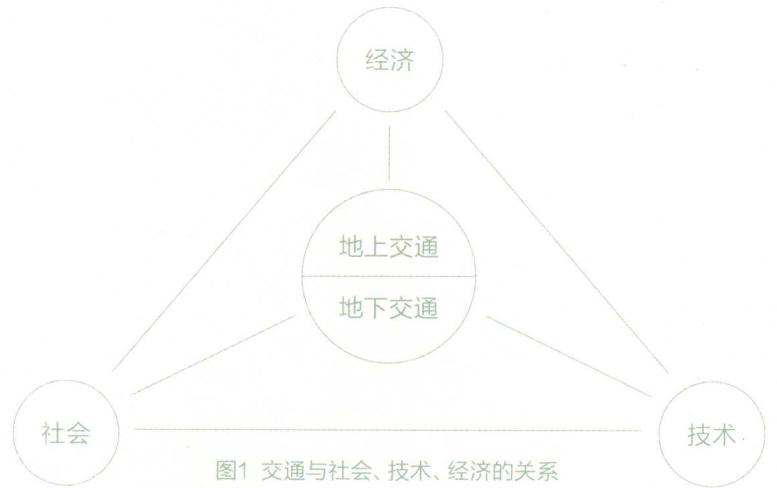 经济
地上交通
地下交通
社会
技术
图1 交通与社会、技术、经济的关系